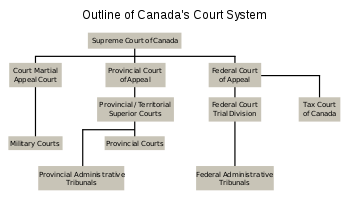 Outline of Canada's Court System
Supreme Court of Canada
Court Martial
Appeal Court
Provincial Court
of Appeal
Federal Court
of Appeal
Provincial / Territorial
Superior Courts
Federal Court
Trial Division
Tax Court
of Canada
Military Courts
Provincial Courts
Provincial Administrative
Tribunals
Federal Administrative
Tribunals